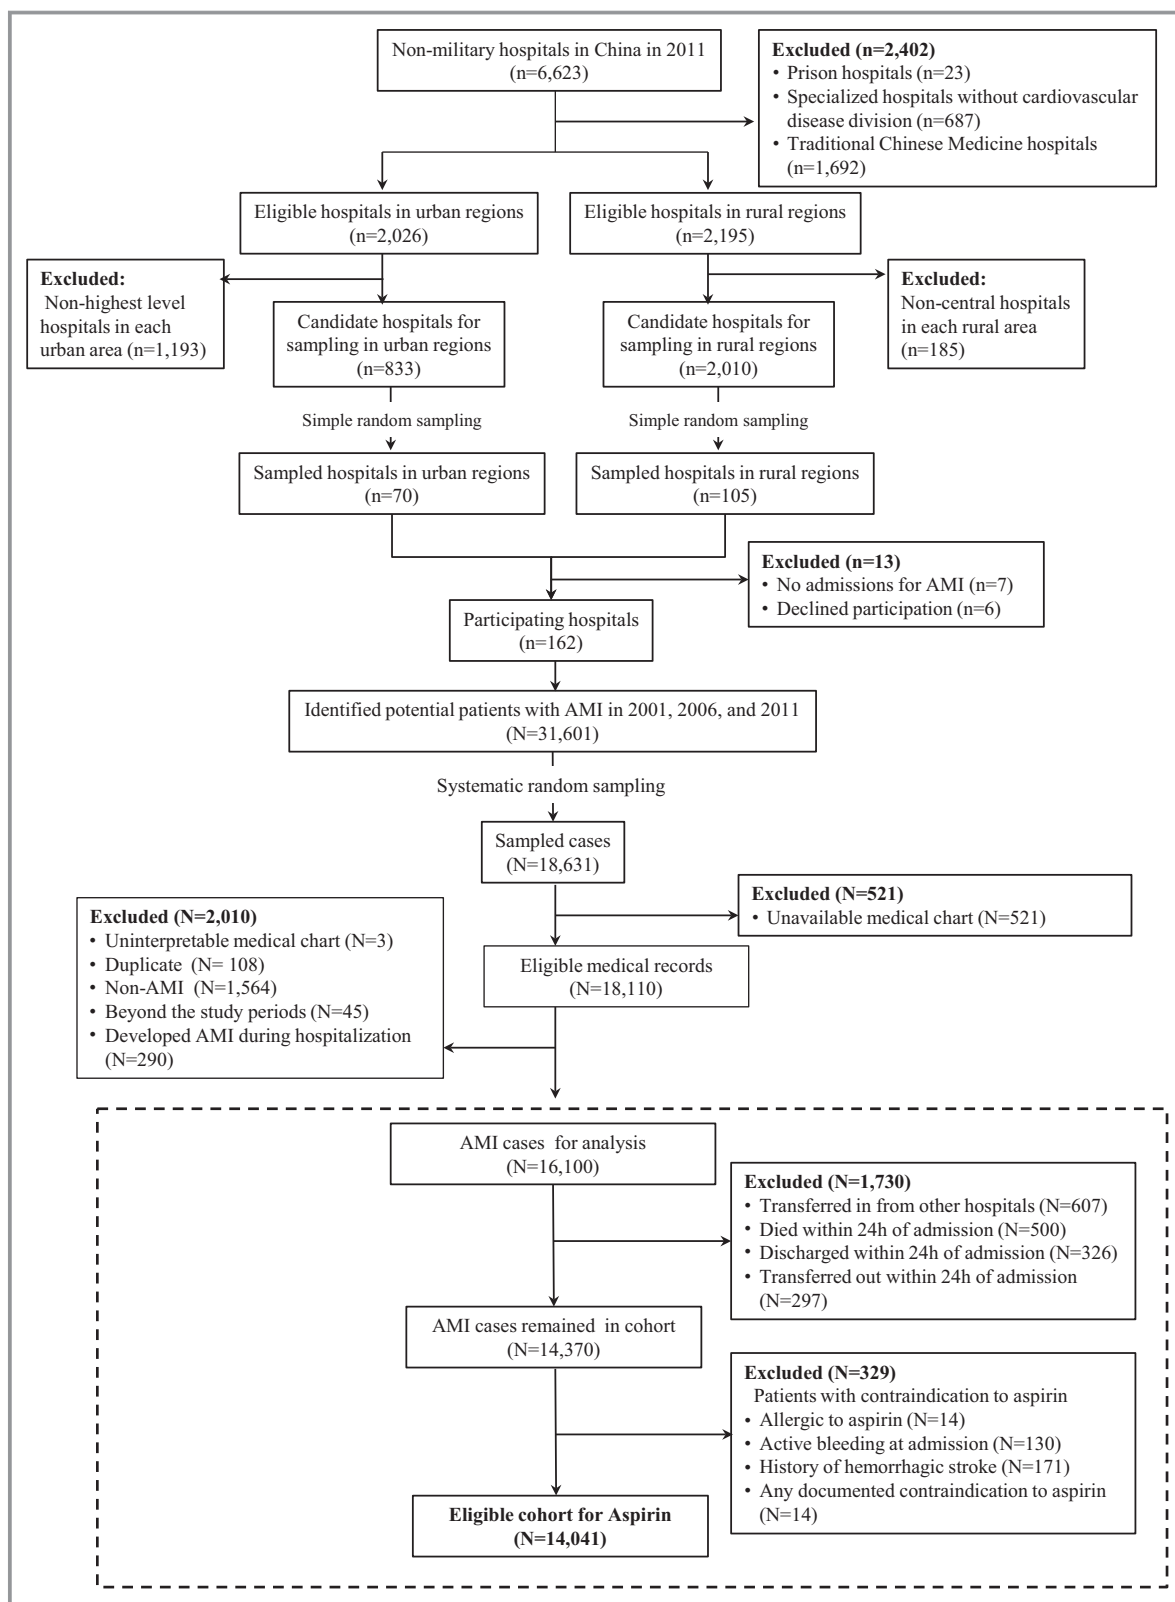 Non-military hospitals in China in 2011
(n=6,623)
Excluded (n=2,402)
• Prison hospitals (n=23)
• Specialized hospitals without cardiovascular
disease division (n=687)
• Traditional Chinese Medicine hospitals
(n=1,692)
Eligible hospitals in urban regions
(n=2,026)
Eligible hospitals in rural regions
(n=2,195)
Excluded:
Non-highest level
hospitals in each
urban area (n=1,193)
Excluded:
Non-central hospitals
in each rural area
(n=185)
Candidate hospitals for
sampling in urban regions
(n=833)
Candidate hospitals for
sampling in rural regions
(n=2,010)
Simple random sampling
Simple random sampling
Sampled hospitals in urban regions
(n=70)
Sampled hospitals in rural regions
(n=105)
Excluded (n=13)
• No admissions for AMI (n=7)
• Declined participation (n=6)
Participating hospitals
(n=162)
Identified potential patients with AMI in 2001, 2006, and 2011
(N=31,601)
Systematic random sampling
Sampled cases
(N=18,631)
Excluded (N=521)
• Unavailable medical chart (N=521)
Excluded (N=2,010)
• Uninterpretable medical chart (N=3)
• Duplicate (N= 108)
• Non-AMI (N=1,564)
• Beyond the study periods (N=45)
• Developed AMI during hospitalization
(N=290)
Eligible medical records
(N=18,110)
AMI cases for analysis
(N=16,100)
Excluded (N=1,730)
• Transferred in from other hospitals (N=607)
• Died within 24h of admission (N=500)
• Discharged within 24h of admission (N=326)
• Transferred out within 24h of admission
(N=297)
AMI cases remained in cohort
(N=14,370)
Excluded (N=329)
Patients with contraindication to aspirin
• Allergic to aspirin (N=14)
• Active bleeding at admission (N=130)
• History of hemorrhagic stroke (N=171)
• Any documented contraindication to aspirin
(N=14)
Eligible cohort for Aspirin
(N=14,041)